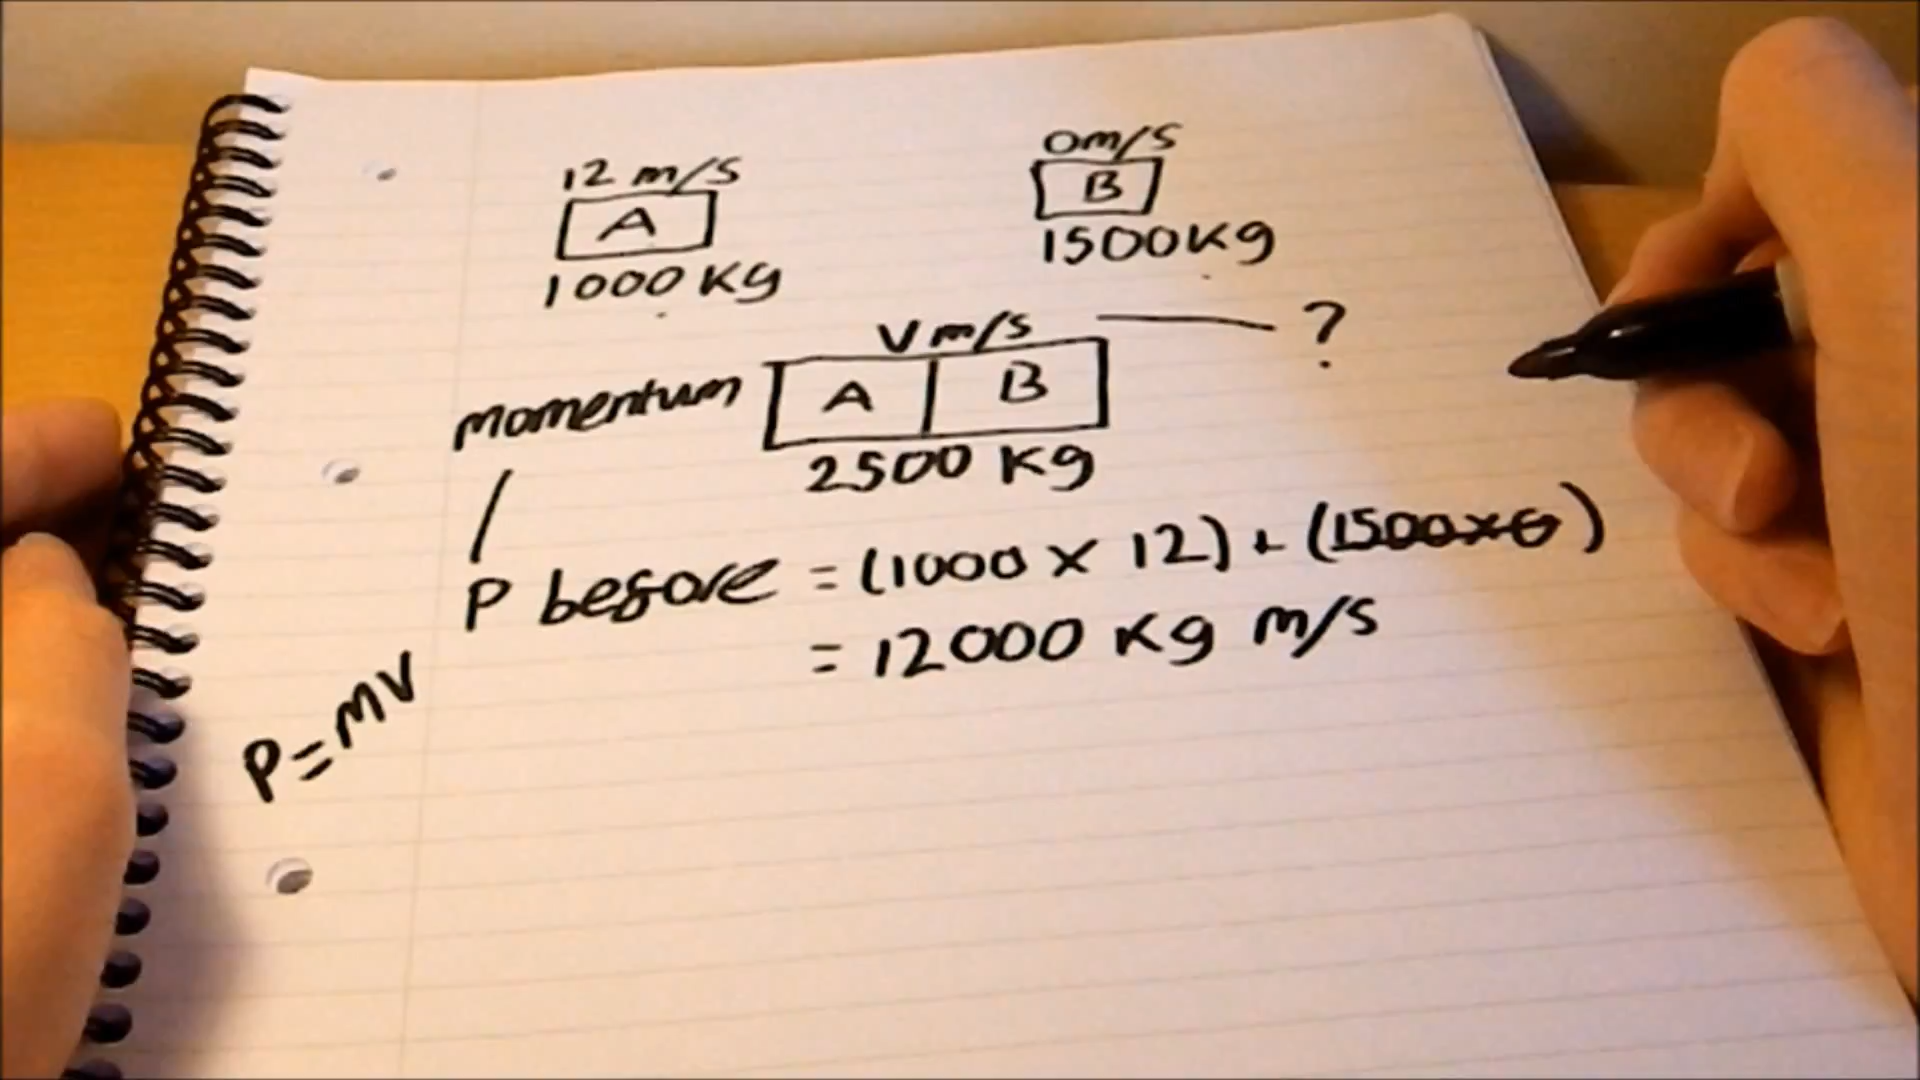 12 m/s
A
1000 Kg
0m/s
B
1500Kg
V m/s ?
momentum A B
2500 Kg
P before = (1000 x 12) + (1500x0)
= 12000 Kg m/s
P=mV